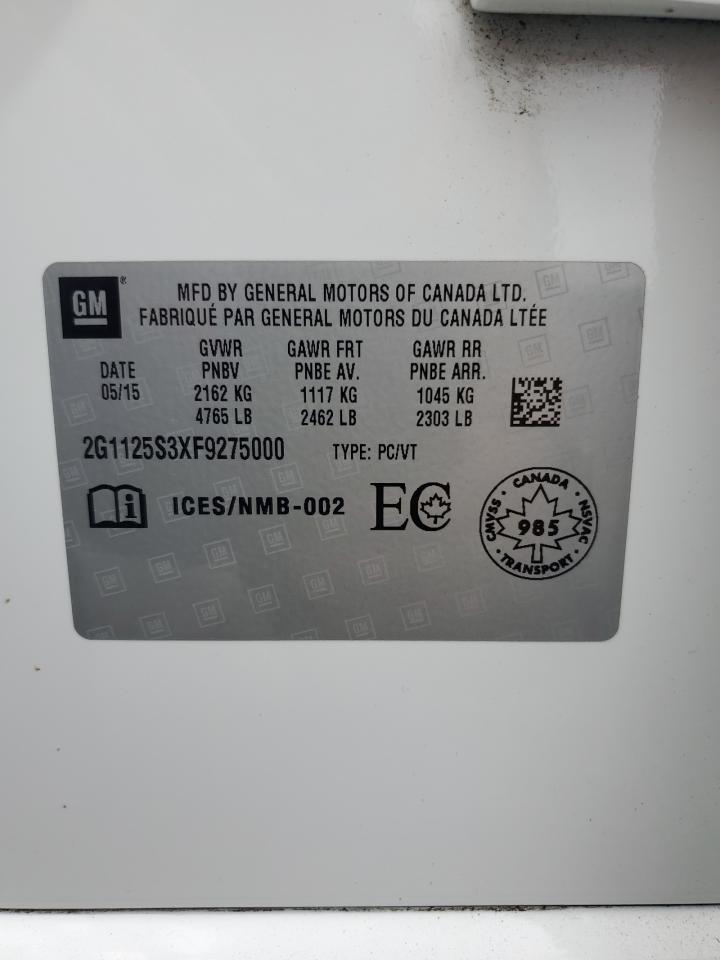 GM®
MFD BY GENERAL MOTORS OF CANADA LTD.
FABRIQUÉ PAR GENERAL MOTORS DU CANADA LTÉE
GVWR GAWR FRT GAWR RR
DATE PNBV PNBE AV. PNBE ARR.
05/15 2162 KG 1117 KG 1045 KG
4765 LB 2462 LB 2303 LB
2G1125S3XF9275000 TYPE: PC/VT
i ICES/NMB-002 EC
CANADA
CMVSS 985 NSVAC
TRANSPORT